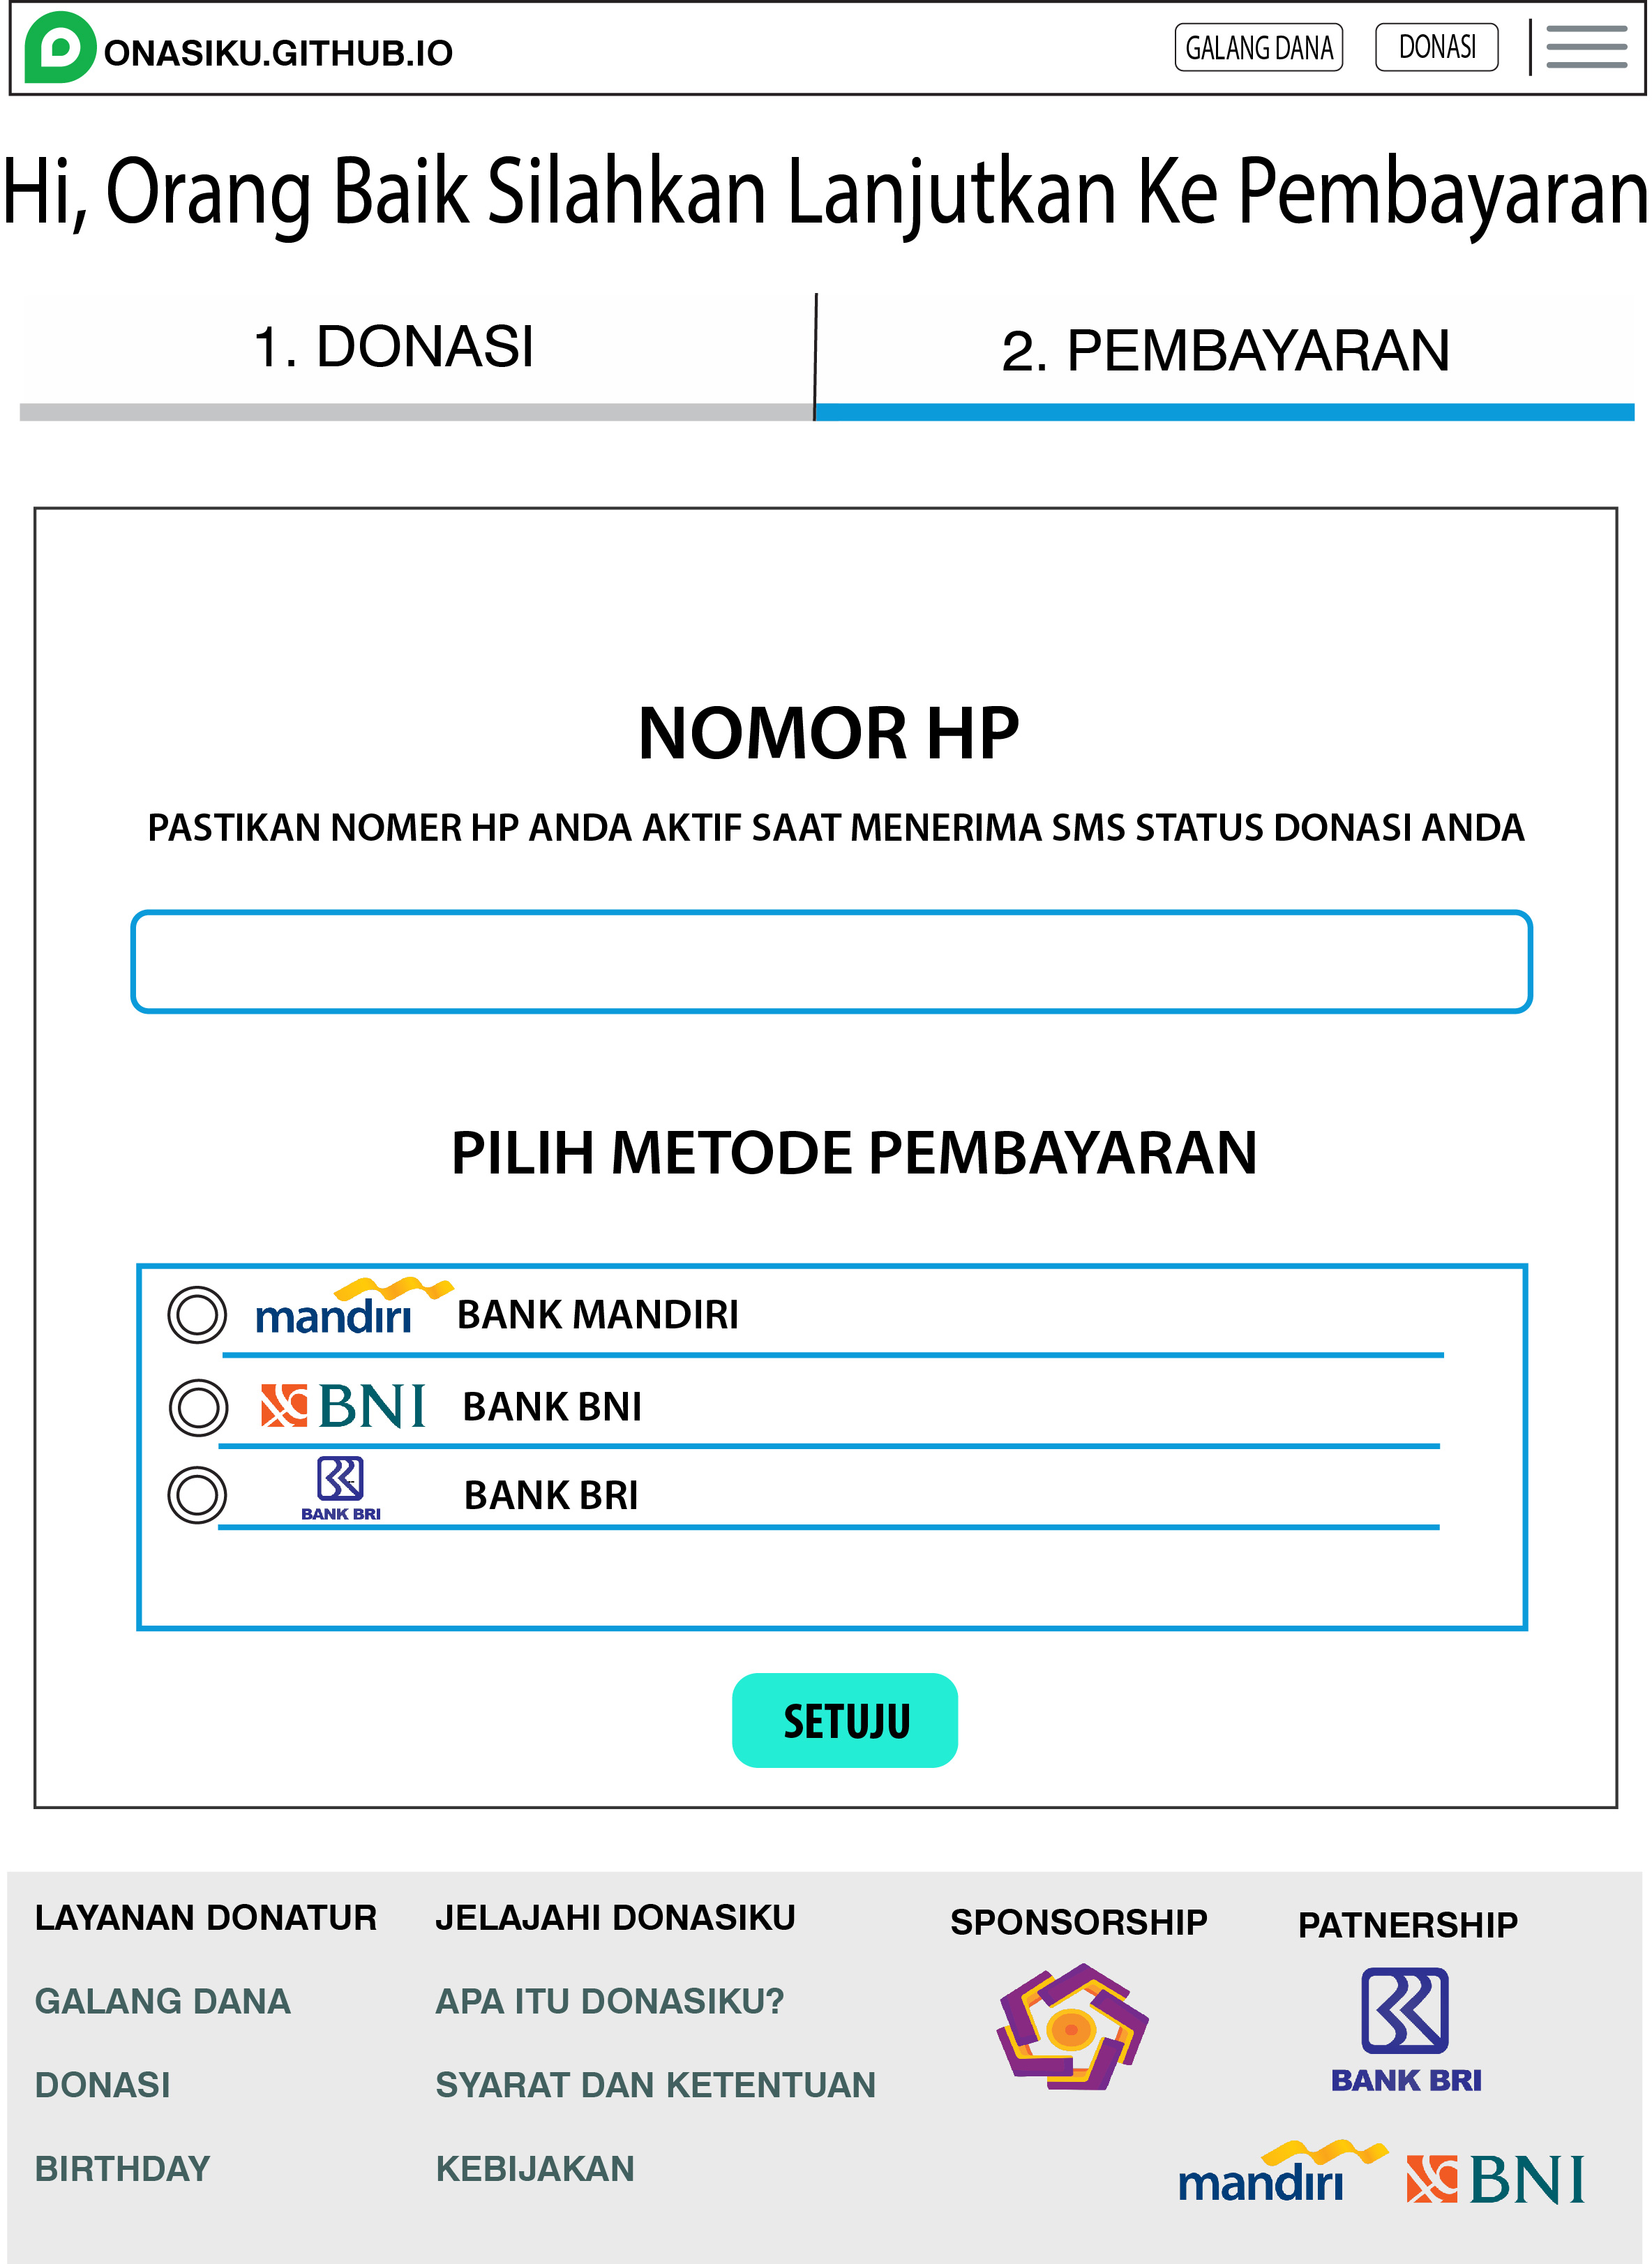 ONASIKU.GITHUB.IO
GALANG DANA
DONASI
Hi, Orang Baik Silahkan Lanjutkan Ke Pembayaran
1. DONASI
2. PEMBAYARAN
NOMOR HP
PASTIKAN NOMER HP ANDA AKTIF SAAT MENERIMA SMS STATUS DONASI ANDA
PILIH METODE PEMBAYARAN
mandiri BANK MANDIRI
BNI BANK BNI
BANK BRI BANK BRI
SETUJU
LAYANAN DONATUR
GALANG DANA
DONASI
BIRTHDAY
JELAJAHI DONASIKU
APA ITU DONASIKU?
SYARAT DAN KETENTUAN
KEBIJAKAN
SPONSORSHIP
PATNERSHIP
BANK BRI
mandiri
BNI